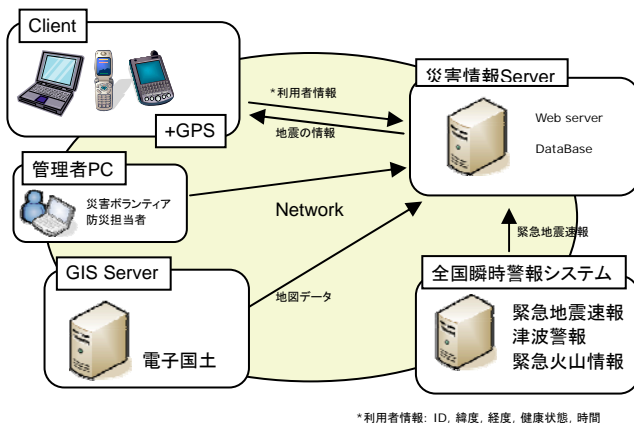 Client
+GPS
*利用者情報
地震の情報
災害情報Server
Web server
DataBase
管理者PC
災害ボランティア
防災担当者
Network
緊急地震速報
GIS Server
電子国土
地図データ
全国瞬時警報システム
緊急地震速報
津波警報
緊急火山情報
*利用者情報: ID, 緯度, 経度, 健康状態, 時間